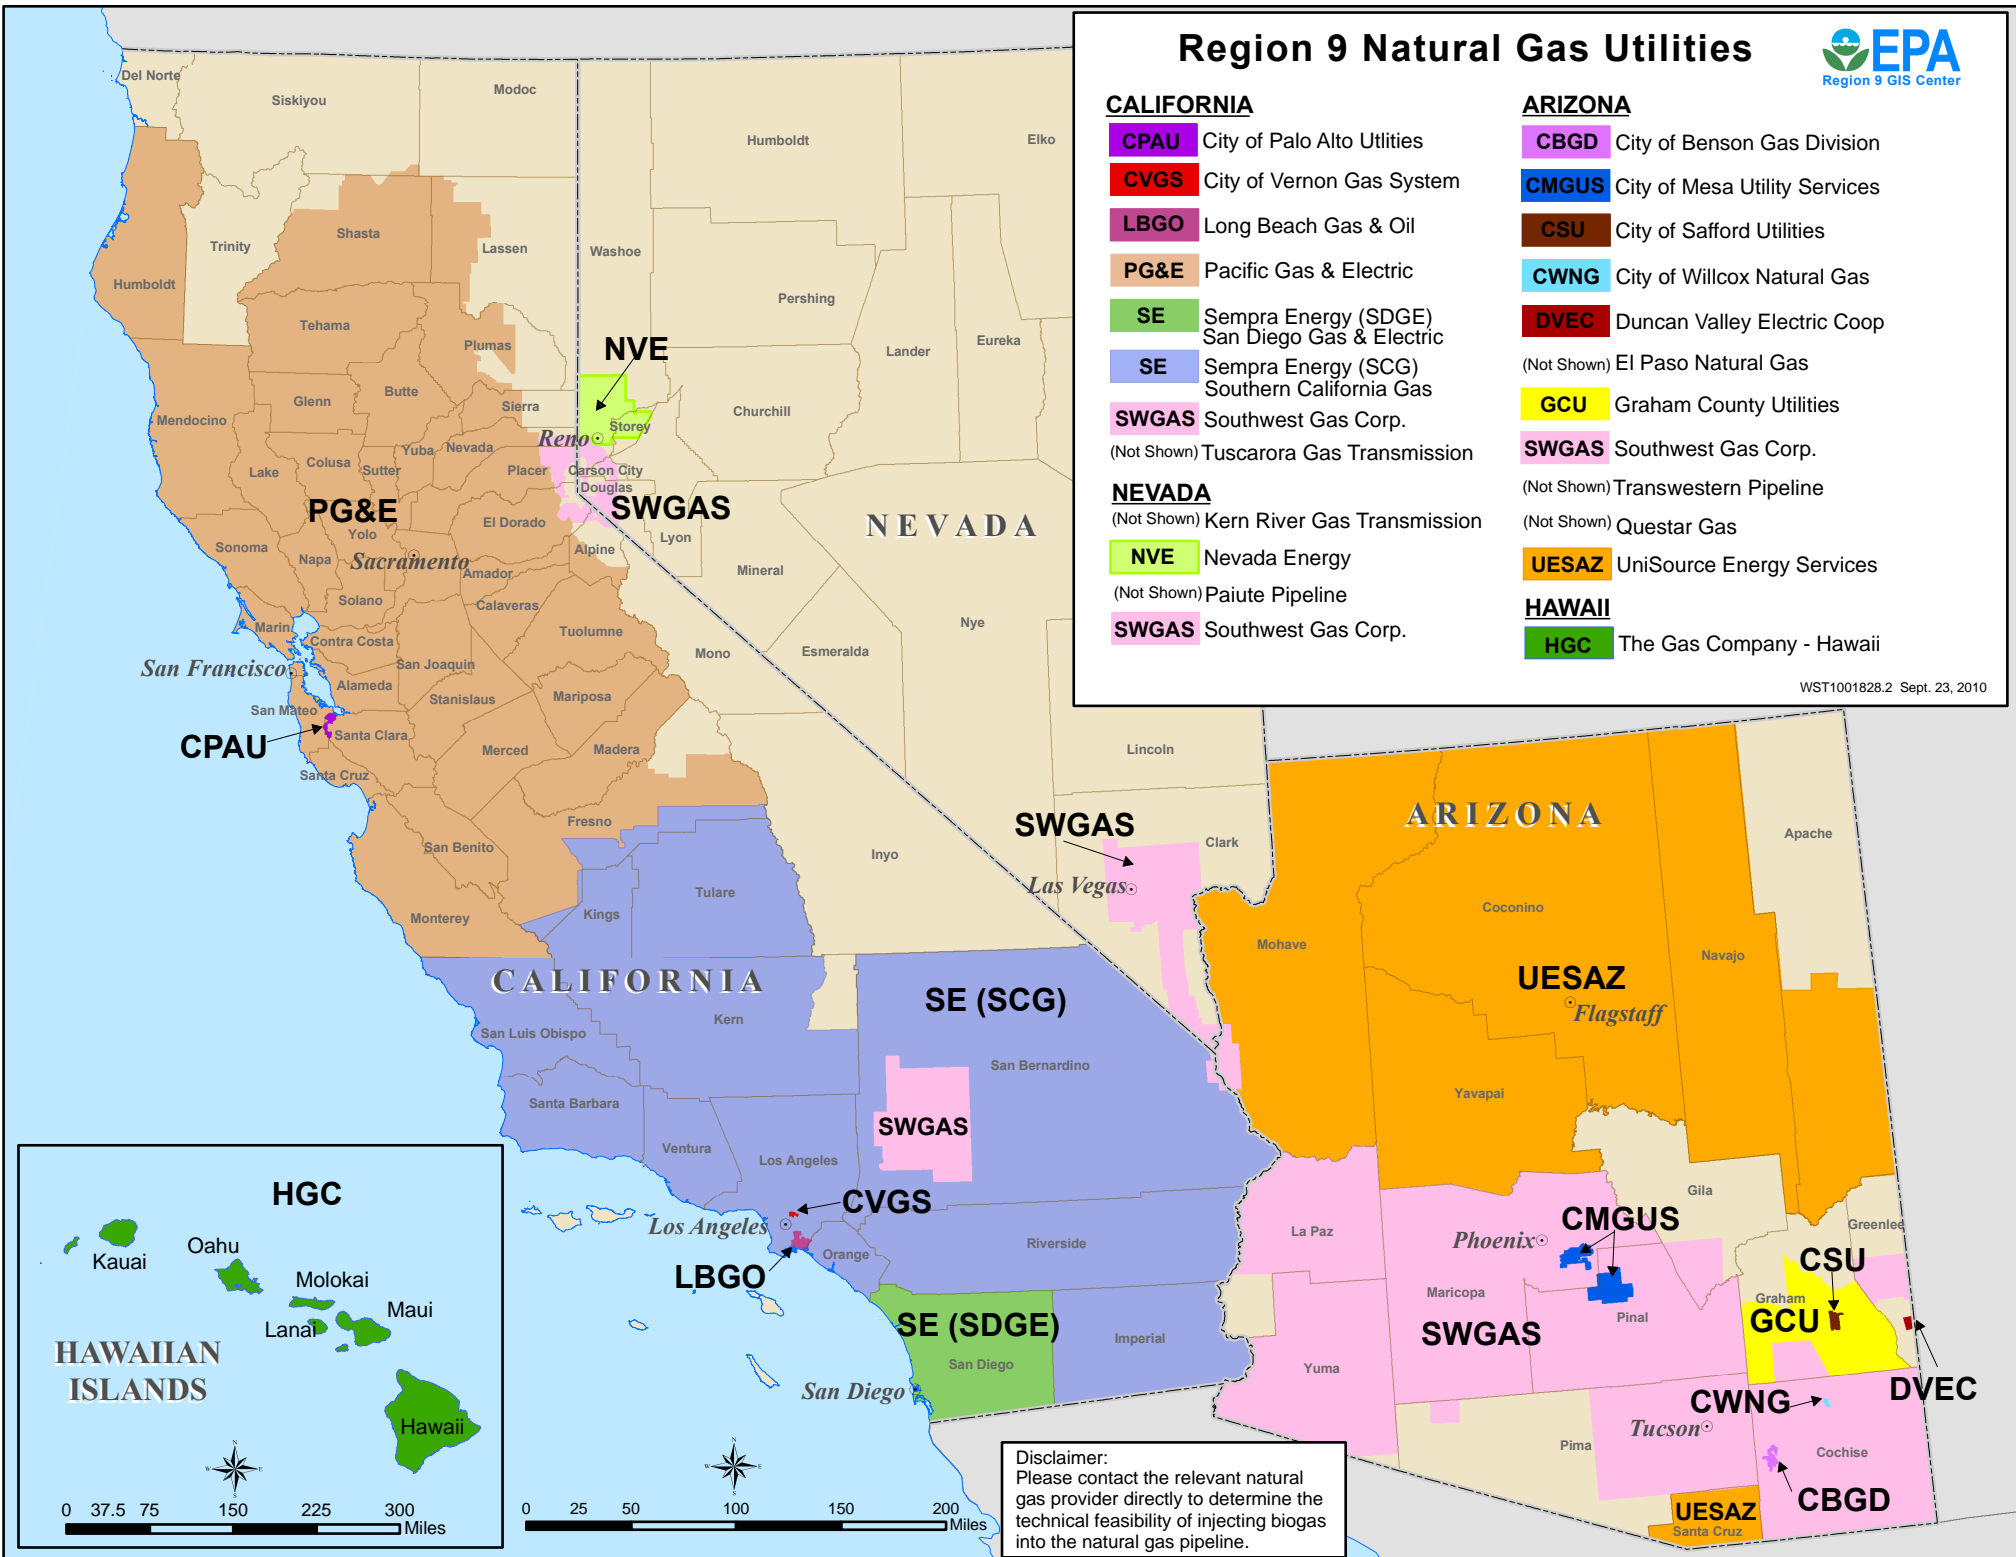 Region 9 Natural Gas Utilities
EPA
Region 9 GIS Center
CALIFORNIA
CPAU City of Palo Alto Utlities
CVGS City of Vernon Gas System
LBGO Long Beach Gas & Oil
PG&E Pacific Gas & Electric
SE Sempra Energy (SDGE)
San Diego Gas & Electric
SE Sempra Energy (SCG)
Southern California Gas
SWGAS Southwest Gas Corp.
(Not Shown) Tuscarora Gas Transmission
NEVADA
(Not Shown) Kern River Gas Transmission
NVE Nevada Energy
(Not Shown) Paiute Pipeline
SWGAS Southwest Gas Corp.
ARIZONA
CBGD City of Benson Gas Division
CMGUS City of Mesa Utility Services
CSU City of Safford Utilities
CWNG City of Willcox Natural Gas
DVEC Duncan Valley Electric Coop
(Not Shown) El Paso Natural Gas
GCU Graham County Utilities
SWGAS Southwest Gas Corp.
(Not Shown) Transwestern Pipeline
(Not Shown) Questar Gas
UESAZ UniSource Energy Services
HAWAII
HGC The Gas Company - Hawaii
WST1001828.2 Sept. 23, 2010
Del Norte
Siskiyou
Modoc
Humboldt
Elko
Trinity
Shasta
Lassen
Washoe
Humboldt
Pershing
Tehama
Plumas
NVE
Lander
Eureka
Butte
Glenn
Sierra
Mendocino
Storey
Churchill
Reno
Yuba
Nevada
Lake
Colusa
Sutter
Placer
Carson City
Douglas
PG&E
SWGAS
NEVADA
El Dorado
Yolo
Sonoma
Napa
Sacramento
Alpine
Lyon
Amador
Mineral
Solano
Calaveras
Marin
Contra Costa
Tuolumne
Nye
San Francisco
San Joaquin
Mono
Esmeralda
Alameda
Stanislaus
Mariposa
San Mateo
CPAU
Santa Clara
Merced
Madera
Lincoln
Santa Cruz
Fresno
SWGAS
ARIZONA
Apache
San Benito
Inyo
Clark
Las Vegas
Tulare
Kings
Monterey
Coconino
Mohave
Navajo
CALIFORNIA
SE (SCG)
UESAZ
Flagstaff
San Luis Obispo
Kern
San Bernardino
Santa Barbara
Yavapai
SWGAS
Ventura
Los Angeles
CVGS
Los Angeles
Orange
Riverside
LBGO
La Paz
Gila
CMGUS
Phoenix
Greenlee
CSU
Maricopa
Graham
GCU
Pinal
SWGAS
SE (SDGE)
San Diego
Imperial
San Diego
Yuma
DVEC
CWNG
Tucson
Pima
Cochise
CBGD
UESAZ
Santa Cruz
HGC
Kauai
Oahu
Molokai
Maui
Lanai
HAWAIIAN
ISLANDS
Hawaii
N
W E
S
0 37.5 75 150 225 300
Miles
N
W E
S
0 25 50 100 150 200
Miles
Disclaimer:
Please contact the relevant natural
gas provider directly to determine the
technical feasibility of injecting biogas
into the natural gas pipeline.